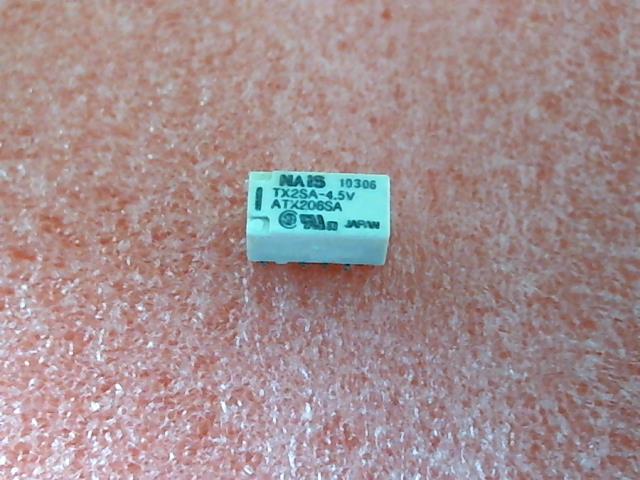 NAIS 10306
TX2SA-4.5V
ATX206SA
JAPAN